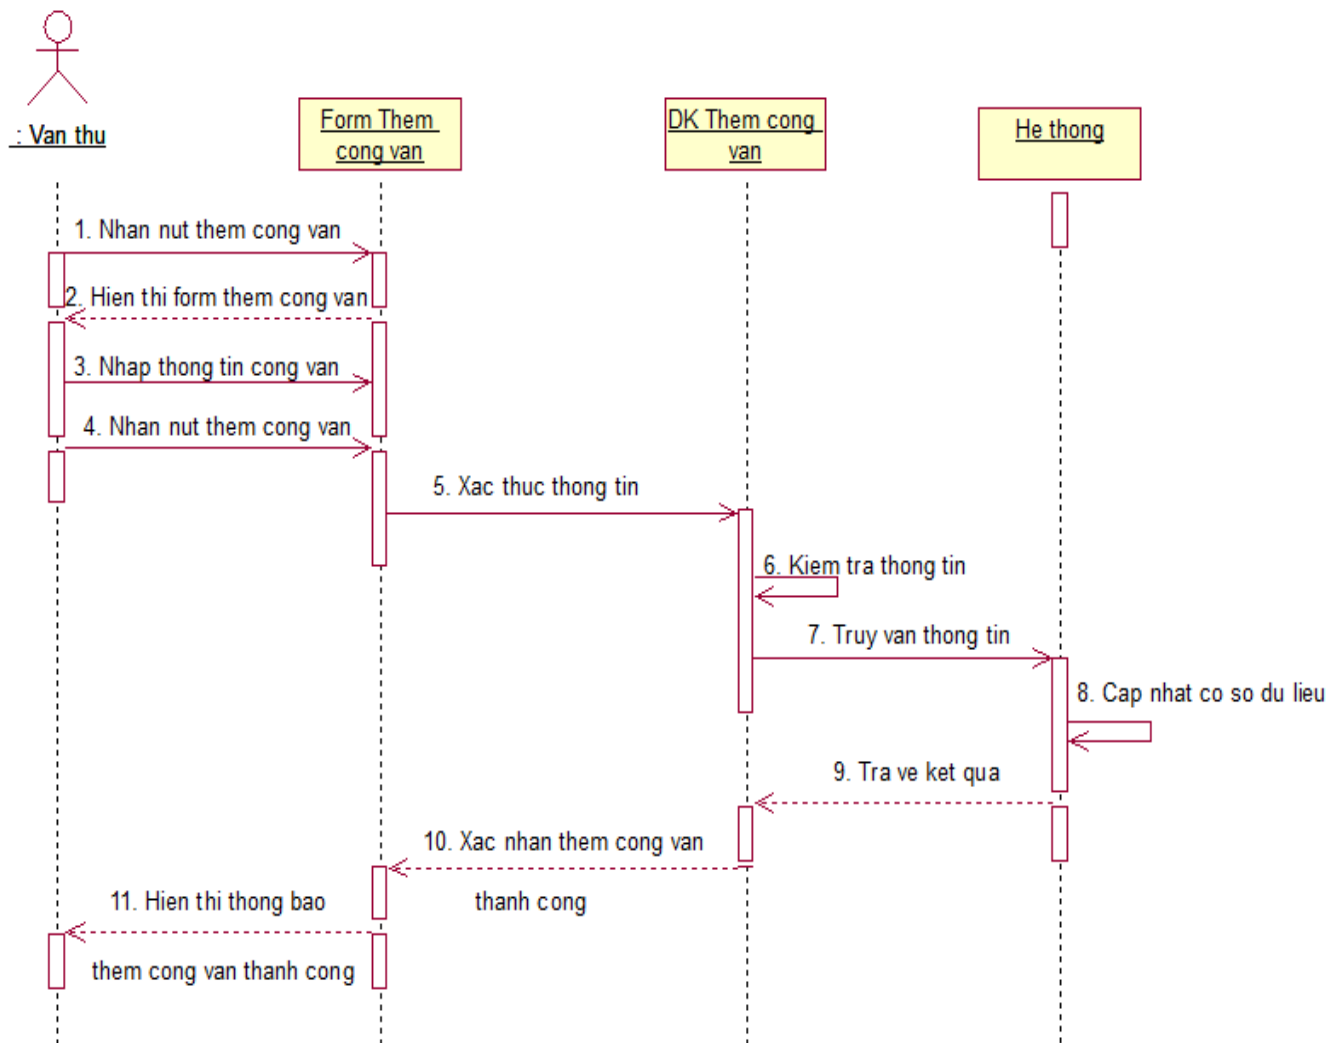 : Van thu
Form Them
cong van
DK Them cong
van
He thong
1. Nhan nut them cong van
2. Hien thi form them cong van
3. Nhap thong tin cong van
4. Nhan nut them cong van
5. Xac thuc thong tin
6. Kiem tra thong tin
7. Truy van thong tin
8. Cap nhat co so du lieu
9. Tra ve ket qua
10. Xac nhan them cong van
thanh cong
11. Hien thi thong bao
them cong van thanh cong